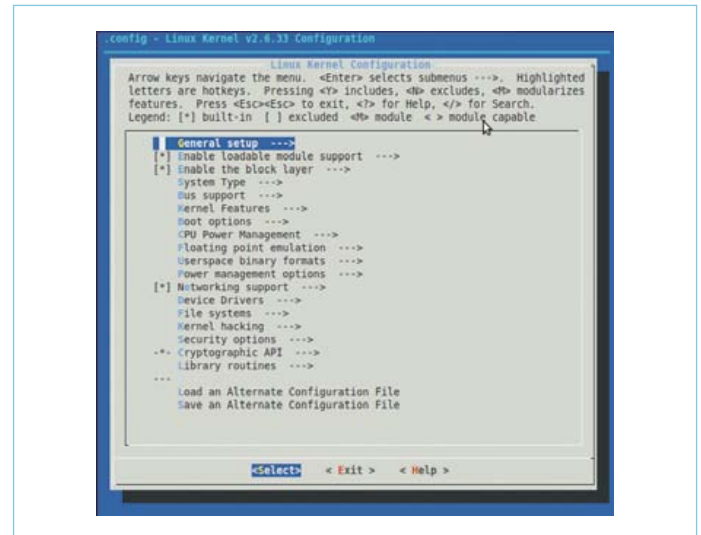 .config - Linux Kernel v2.6.33 Configuration
Linux Kernel Configuration
Arrow keys navigate the menu. <Enter> selects submenus --->. Highlighted
letters are hotkeys. Pressing <Y> includes, <N> excludes, <M> modularizes
features. Press <Esc><Esc> to exit, <?> for Help, </> for Search.
Legend: [*] built-in [ ] excluded <M> module < > module capable
General setup --->
[*] Enable loadable module support --->
[*] Enable the block layer --->
System Type --->
Bus support --->
Kernel Features --->
Boot options --->
CPU Power Management --->
Floating point emulation --->
Userspace binary formats --->
Power management options --->
[*] Networking support --->
Device Drivers --->
File systems --->
Kernel hacking --->
Security options --->
-*- Cryptographic API --->
Library routines --->
---
Load an Alternate Configuration File
Save an Alternate Configuration File
<Select> < Exit > < Help >